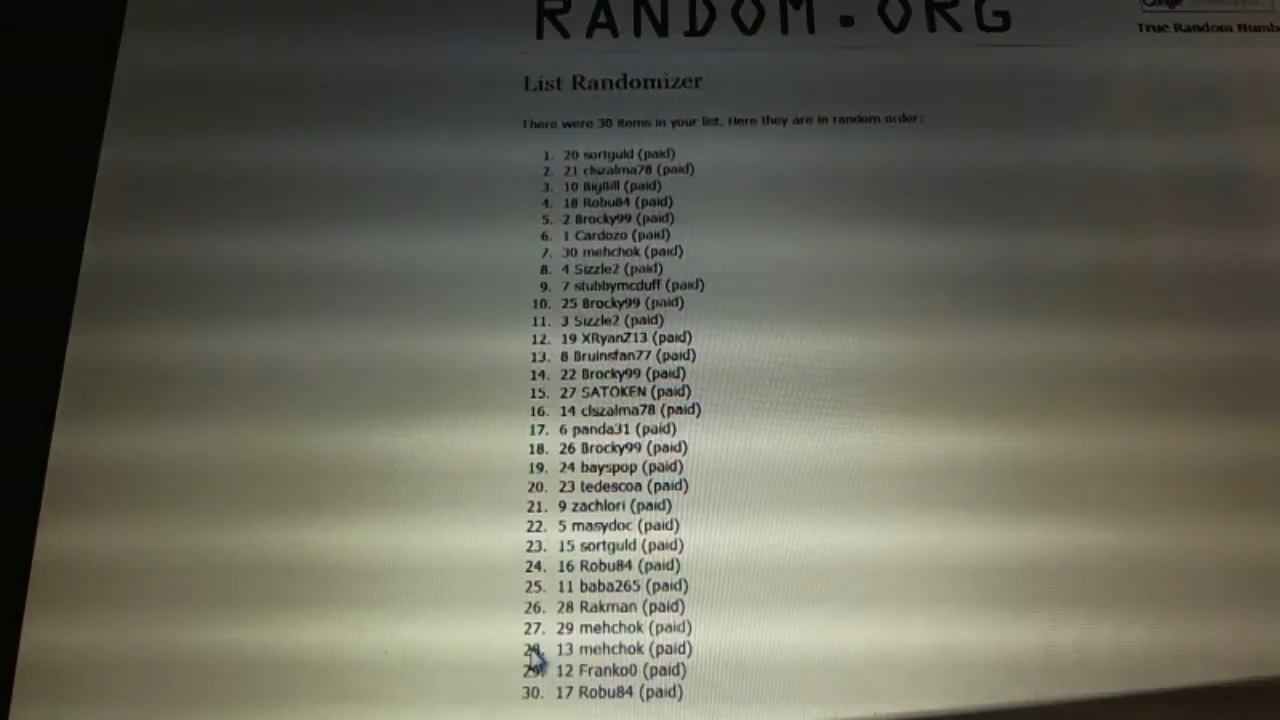 RANDOM.ORG
True Random Numb
List Randomizer
There were 30 items in your list. Here they are in random order:
1. 20 sortguld (paid)
2. 21 clszalma78 (paid)
3. 10 BigBill (paid)
4. 18 Robu84 (paid)
5. 2 Brocky99 (paid)
6. 1 Cardozo (paid)
7. 30 mehchok (paid)
8. 4 Sizzle2 (paid)
9. 7 stubbymcduff (paid)
10. 25 Brocky99 (paid)
11. 3 Sizzle2 (paid)
12. 19 XRyanZ13 (paid)
13. 8 Bruinsfan77 (paid)
14. 22 Brocky99 (paid)
15. 27 SATOKEN (paid)
16. 14 clszalma78 (paid)
17. 6 panda31 (paid)
18. 26 Brocky99 (paid)
19. 24 bayspop (paid)
20. 23 tedescoa (paid)
21. 9 zachlori (paid)
22. 5 masydoc (paid)
23. 15 sortguld (paid)
24. 16 Robu84 (paid)
25. 11 baba265 (paid)
26. 28 Rakman (paid)
27. 29 mehchok (paid)
28. 13 mehchok (paid)
29. 12 Franko0 (paid)
30. 17 Robu84 (paid)